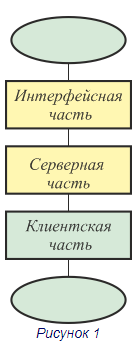 Интерфейсная
часть
Серверная
часть
Клиентская
часть
Рисунок 1